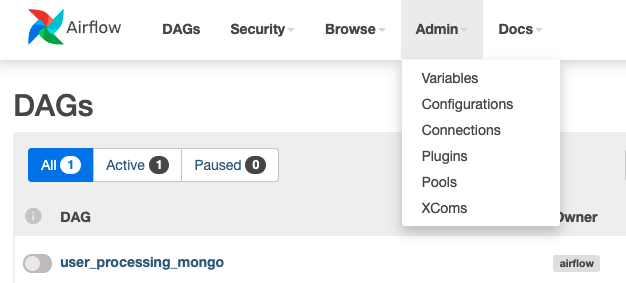 Airflow DAGs Security Browse Admin Docs
Variables
Configurations
Connections
Plugins
Pools
XComs
DAGs
All 1 Active 1 Paused 0
i DAG Owner
user_processing_mongo airflow